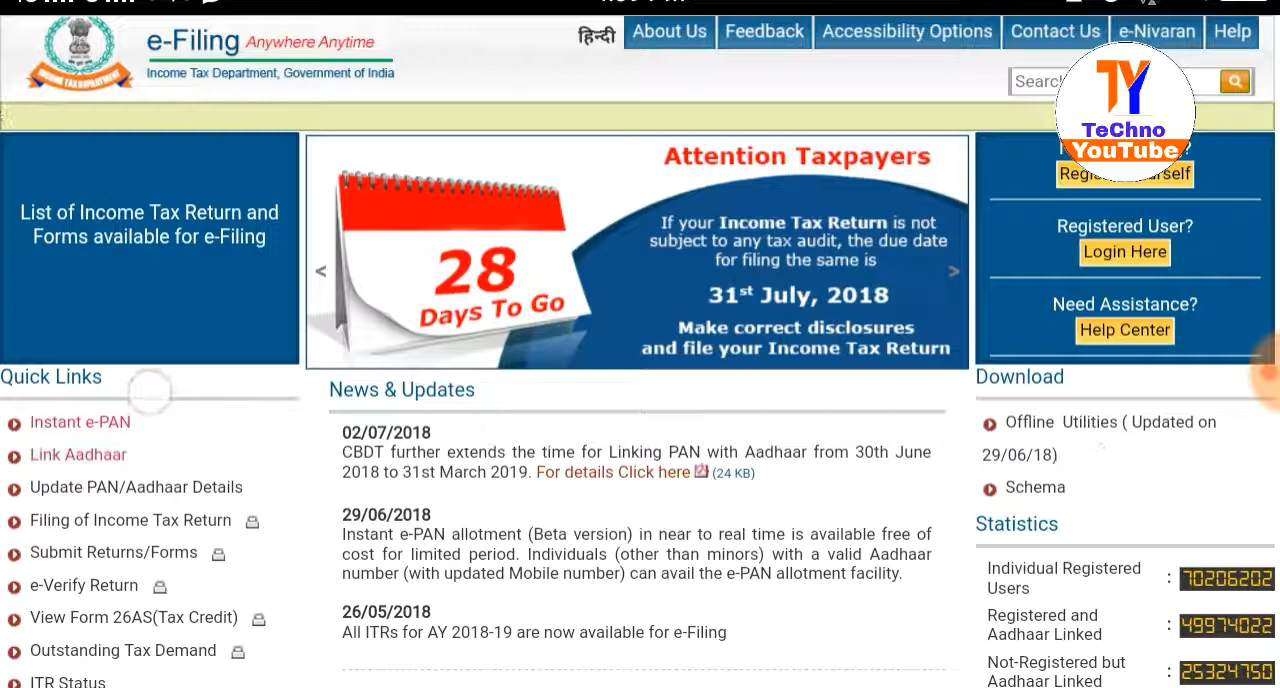 e-Filing Anywhere Anytime
Income Tax Department, Government of India
हिन्दी About Us Feedback Accessibility Options Contact Us e-Nivaran Help
Search
TY
TeChno
YouTube
List of Income Tax Return and
Forms available for e-Filing
28
Days To Go
Attention Taxpayers
If your Income Tax Return is not
subject to any tax audit, the due date
for filing the same is
31st July, 2018
Make correct disclosures
and file your Income Tax Return
<
>
Registered User?
Login Here
Need Assistance?
Help Center
Quick Links
Instant e-PAN
Link Aadhaar
Update PAN/Aadhaar Details
Filing of Income Tax Return
Submit Returns/Forms
e-Verify Return
View Form 26AS(Tax Credit)
Outstanding Tax Demand
ITR Status
News & Updates
02/07/2018
CBDT further extends the time for Linking PAN with Aadhaar from 30th June
2018 to 31st March 2019. For details Click here (24 KB)
29/06/2018
Instant e-PAN allotment (Beta version) in near to real time is available free of
cost for limited period. Individuals (other than minors) with a valid Aadhaar
number (with updated Mobile number) can avail the e-PAN allotment facility.
26/05/2018
All ITRs for AY 2018-19 are now available for e-Filing
Download
Offline Utilities ( Updated on
29/06/18)
Schema
Statistics
Individual Registered
Users : 70206202
Registered and
Aadhaar Linked : 49974022
Not-Registered but
Aadhaar Linked : 25324750